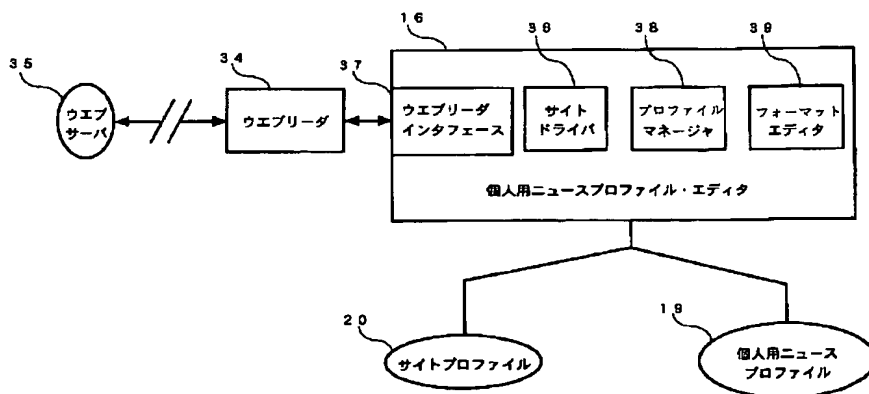 16
36
38
39
35
34
37
ウエブ
サーバ
ウエブリーダ
ウエブリーダ
インタフェース
サイト
ドライバ
プロファイル
マネージャ
フォーマット
エディタ
個人用ニュースプロファイル・エディタ
20
サイトプロファイル
19
個人用ニュース
プロファイル